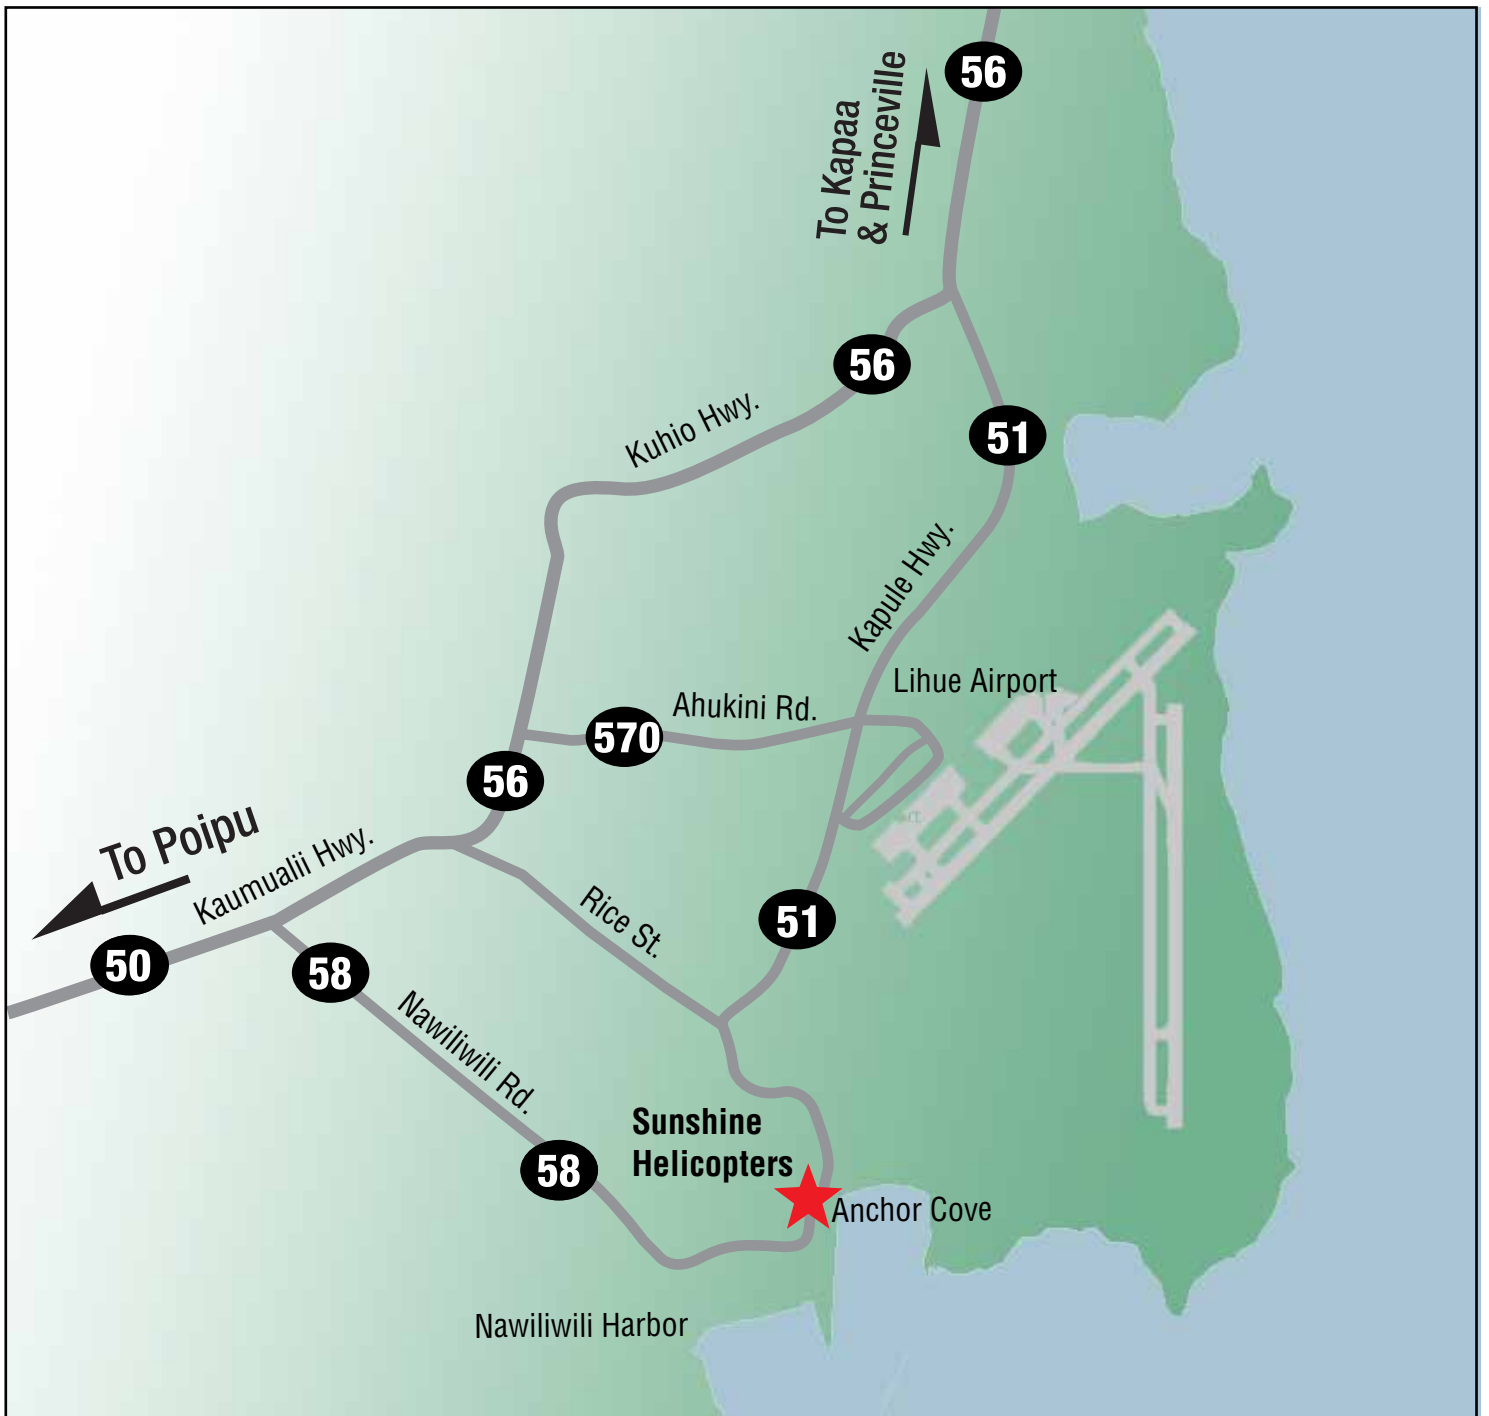 56
To Kapaa
& Princeville
56
51
Kuhio Hwy.
Kapule Hwy.
Lihue Airport
Ahukini Rd.
570
56
To Poipu
Kaumualii Hwy.
Rice St.
51
50
58
Nawiliwili Rd.
Sunshine
Helicopters
58
Anchor Cove
Nawiliwili Harbor